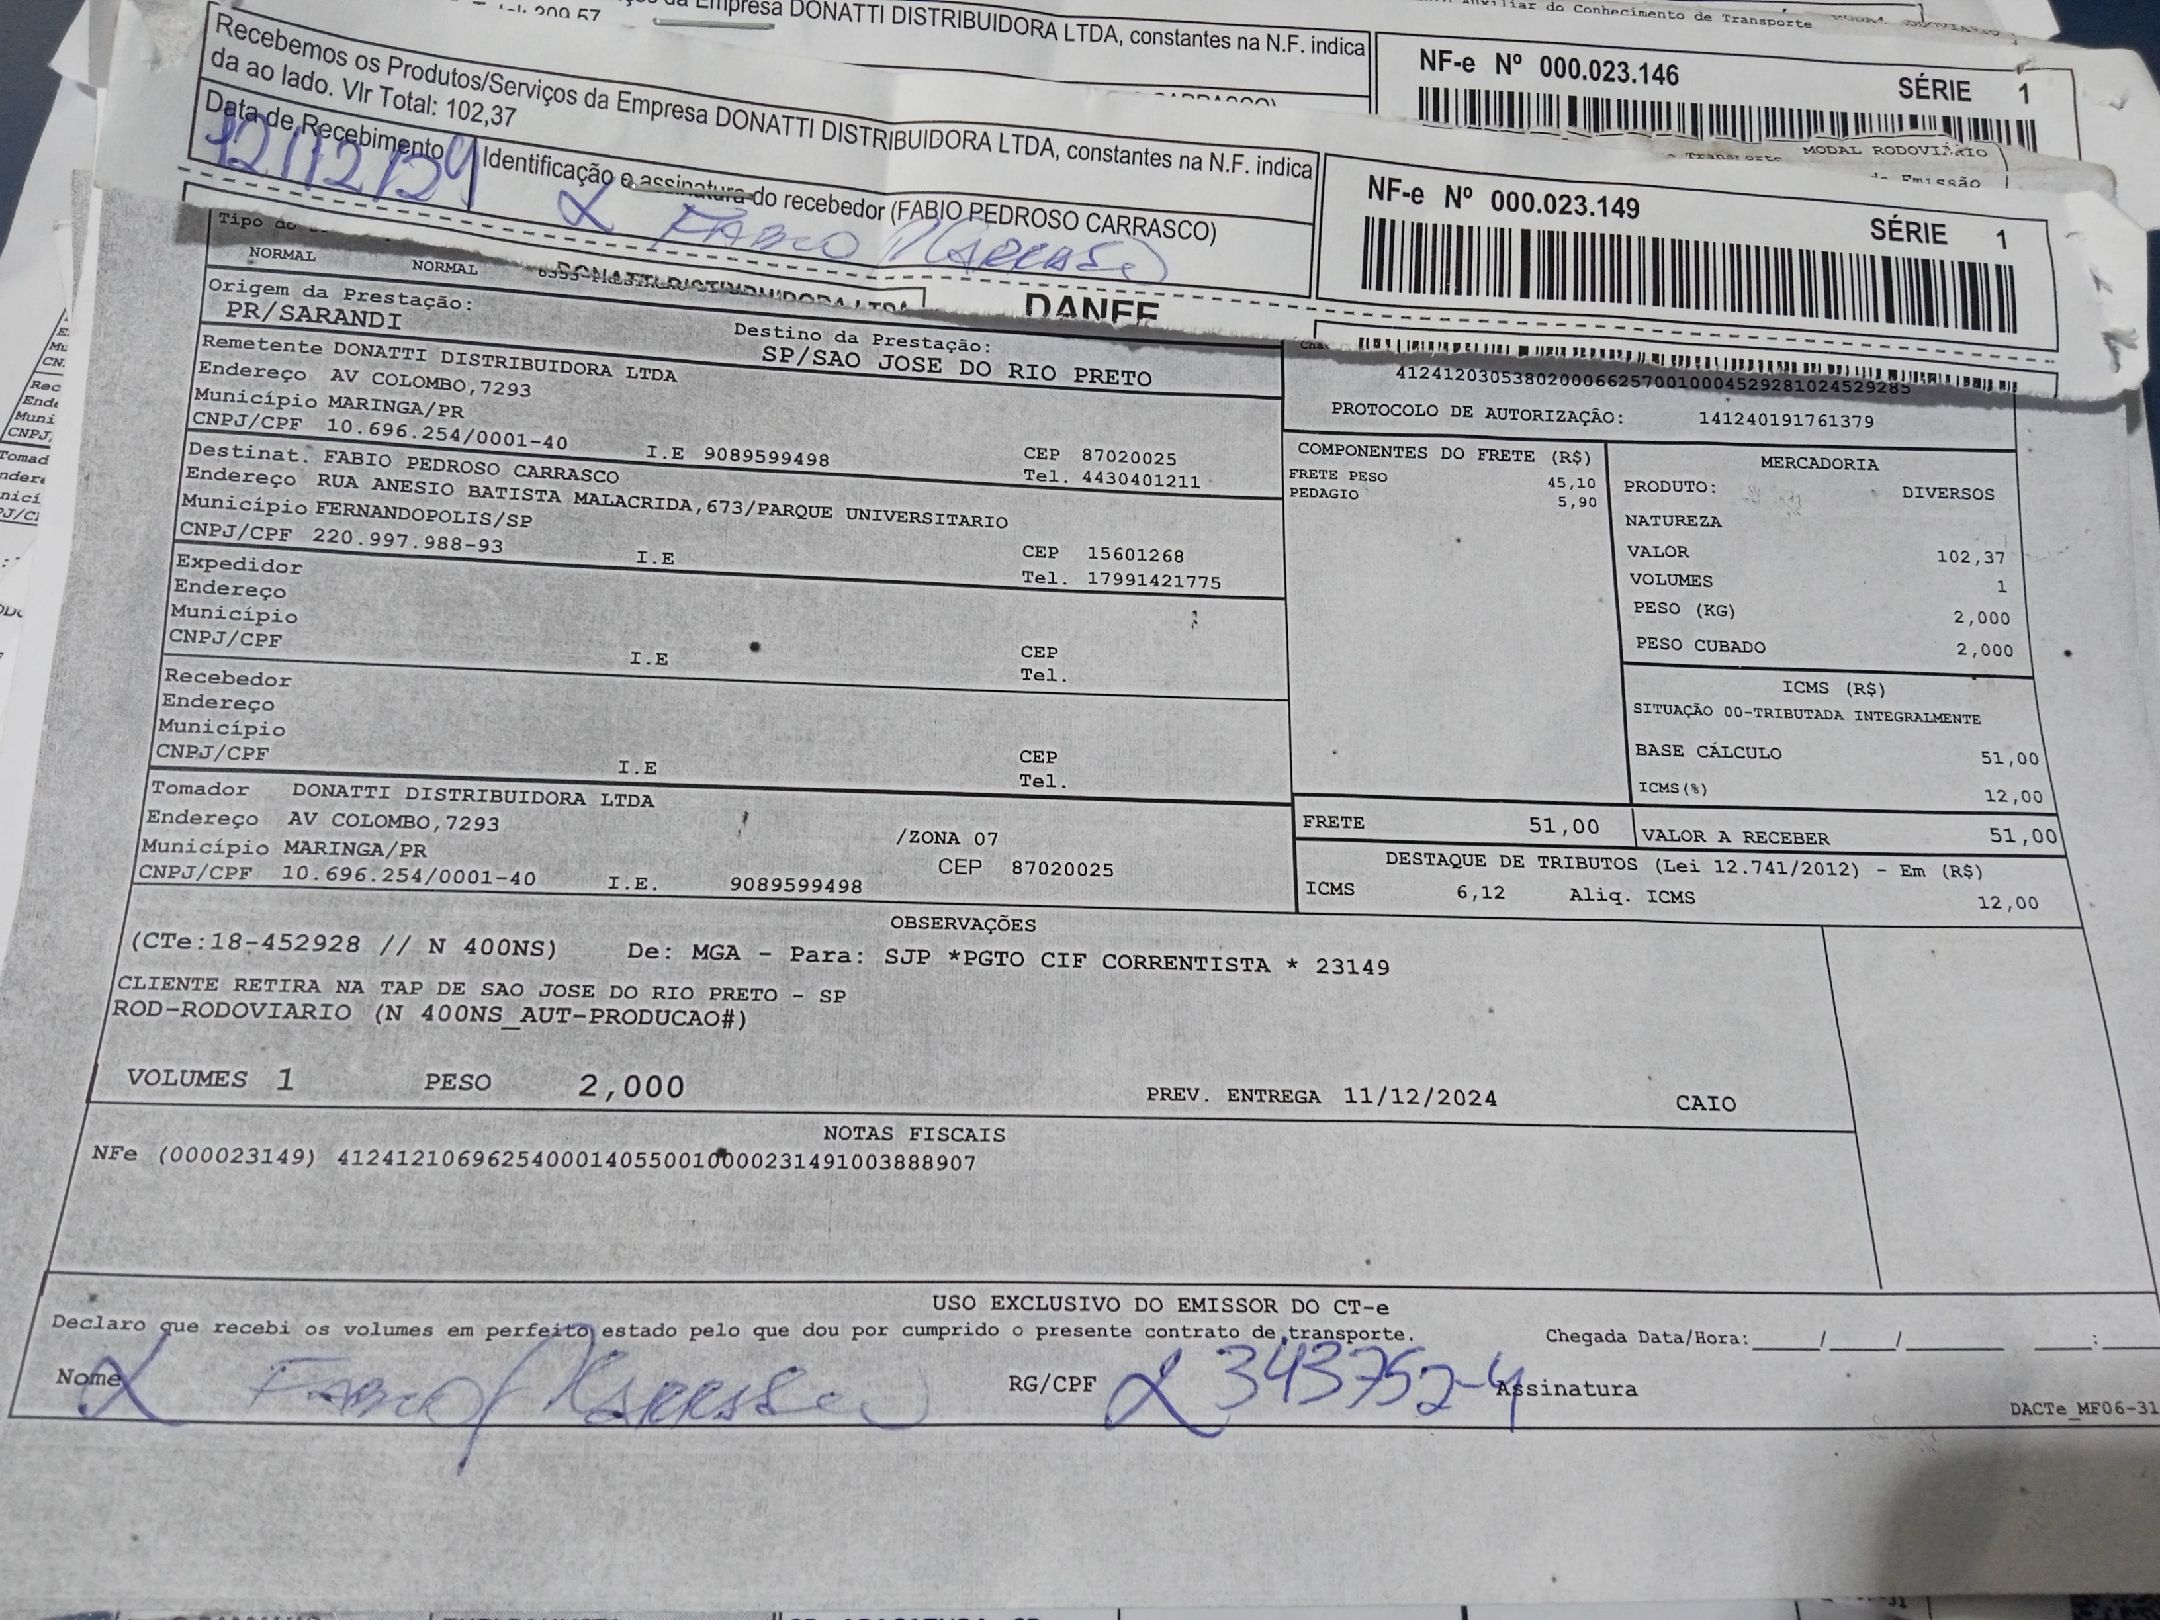 Empresa DONATTI DISTRIBUIDORA LTDA, constantes na N.F. indica
Auxiliar do Conhecimento de Transporte
NF-e Nº 000.023.146
SÉRIE 1
MODAL RODOVIÁRIO
Recebemos os Produtos/Serviços da Empresa DONATTI DISTRIBUIDORA LTDA, constantes na N.F. indica
da ao lado. Vlr Total: 102,37
Data de Recebimento
12/12/24
Identificação e assinatura do recebedor (FABIO PEDROSO CARRASCO)
NF-e Nº 000.023.149
SÉRIE 1
NORMAL NORMAL
DONATTI DISTRIBUIDORA LTDA
DANFE
Origem da Prestação:
PR/SARANDI
Destino da Prestação:
SP/SAO JOSE DO RIO PRETO
41241203053802000662570010004529281024529285
PROTOCOLO DE AUTORIZAÇÃO: 141240191761379
Remetente DONATTI DISTRIBUIDORA LTDA
Endereço AV COLOMBO,7293
Município MARINGA/PR
CNPJ/CPF 10.696.254/0001-40 I.E 9089599498
CEP 87020025
Tel. 4430401211
Destinat. FABIO PEDROSO CARRASCO
Endereço RUA ANESIO BATISTA MALACRIDA,673/PARQUE UNIVERSITARIO
Município FERNANDOPOLIS/SP
CNPJ/CPF 220.997.988-93 I.E
CEP 15601268
Tel. 17991421775
Expedidor
Endereço
Município
CNPJ/CPF I.E
CEP
Tel.
Recebedor
Endereço
Município
CNPJ/CPF I.E
CEP
Tel.
Tomador DONATTI DISTRIBUIDORA LTDA
Endereço AV COLOMBO,7293 /ZONA 07
Município MARINGA/PR CEP 87020025
CNPJ/CPF 10.696.254/0001-40 I.E. 9089599498
COMPONENTES DO FRETE (R$)
FRETE PESO 45,10
PEDAGIO 5,90
MERCADORIA
PRODUTO: DIVERSOS
NATUREZA
VALOR 102,37
VOLUMES 1
PESO (KG) 2,000
PESO CUBADO 2,000
ICMS (R$)
SITUAÇÃO 00-TRIBUTADA INTEGRALMENTE
BASE CÁLCULO 51,00
ICMS(%) 12,00
FRETE 51,00
VALOR A RECEBER 51,00
DESTAQUE DE TRIBUTOS (Lei 12.741/2012) - Em (R$)
ICMS 6,12 Aliq. ICMS 12,00
OBSERVAÇÕES
(CTe:18-452928 // N 400NS) De: MGA - Para: SJP *PGTO CIF CORRENTISTA * 23149
CLIENTE RETIRA NA TAP DE SAO JOSE DO RIO PRETO - SP
ROD-RODOVIARIO (N 400NS_AUT-PRODUCAO#)
VOLUMES 1 PESO 2,000
PREV. ENTREGA 11/12/2024 CAIO
NOTAS FISCAIS
NFe (000023149) 41241210696254000140550010000231491003888907
USO EXCLUSIVO DO EMISSOR DO CT-e
Declaro que recebi os volumes em perfeito estado pelo que dou por cumprido o presente contrato de transporte.
Chegada Data/Hora:____/____/______ ____:____
Nome
RG/CPF 343752-4 Assinatura
DACTe_MF06-31